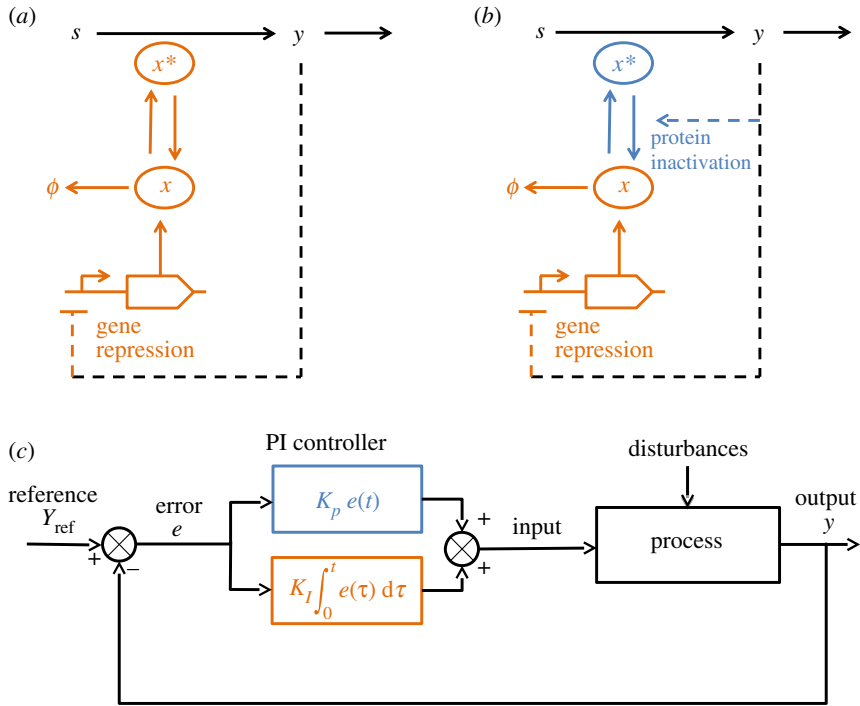 (a)
s
y
x*
ϕ
x
gene
repression
(b)
s
y
x*
protein
inactivation
ϕ
x
gene
repression
(c)
PI controller
disturbances
reference
Y_ref
error
e
K_p e(t)
K_I ∫_0^t e(τ) dτ
+
−
+
+
input
process
output
y